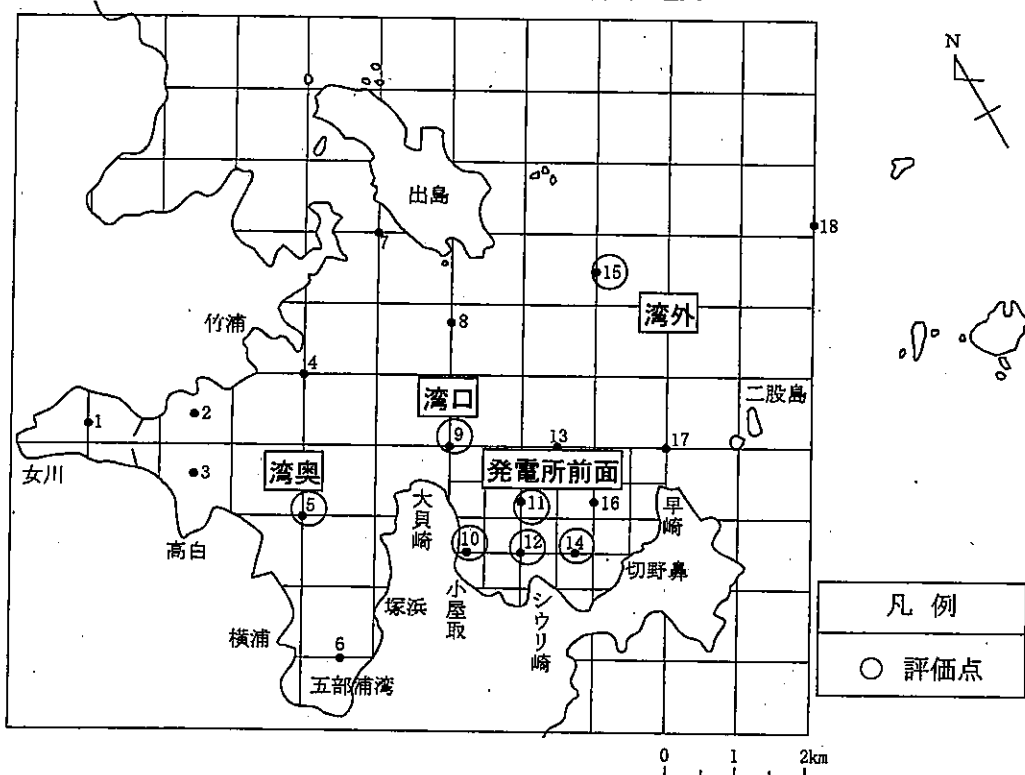 N
出島
18
7
15
湾外
竹浦
8
4
湾口
二股島
1
2
9
13
17
女川
3
湾奥
発電所前面
5
大貝崎
11
16
早崎
高白
10
12
14
切野鼻
塚浜
小屋取
シウリ崎
横浦
6
五部浦湾
凡例
○ 評価点
0 1 2km